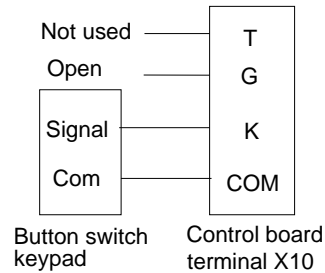 Not used
T
Open
G
Signal
K
Com
COM
Button switch
keypad
Control board
terminal X10